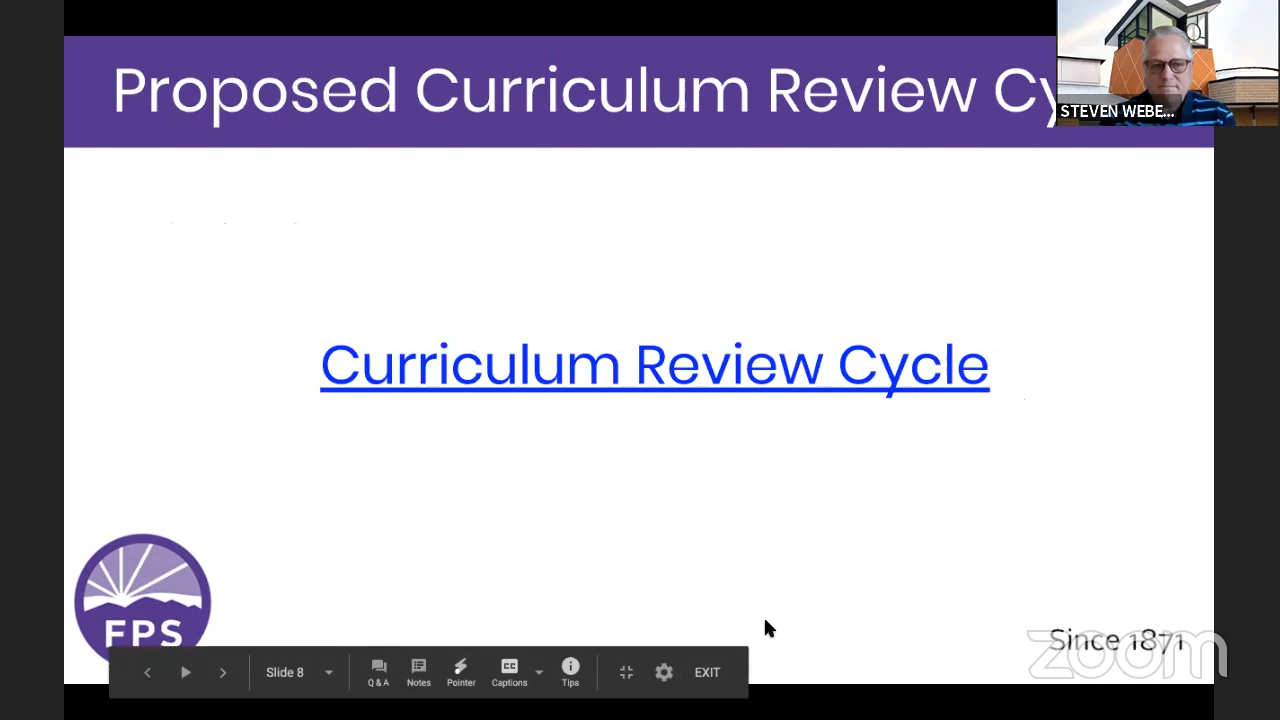 Proposed Curriculum Review Cy
STEVEN WEBE...
Curriculum Review Cycle
FPS
Since 1871
zoom
Slide 8
Q & A
Notes
Pointer
Captions
Tips
EXIT